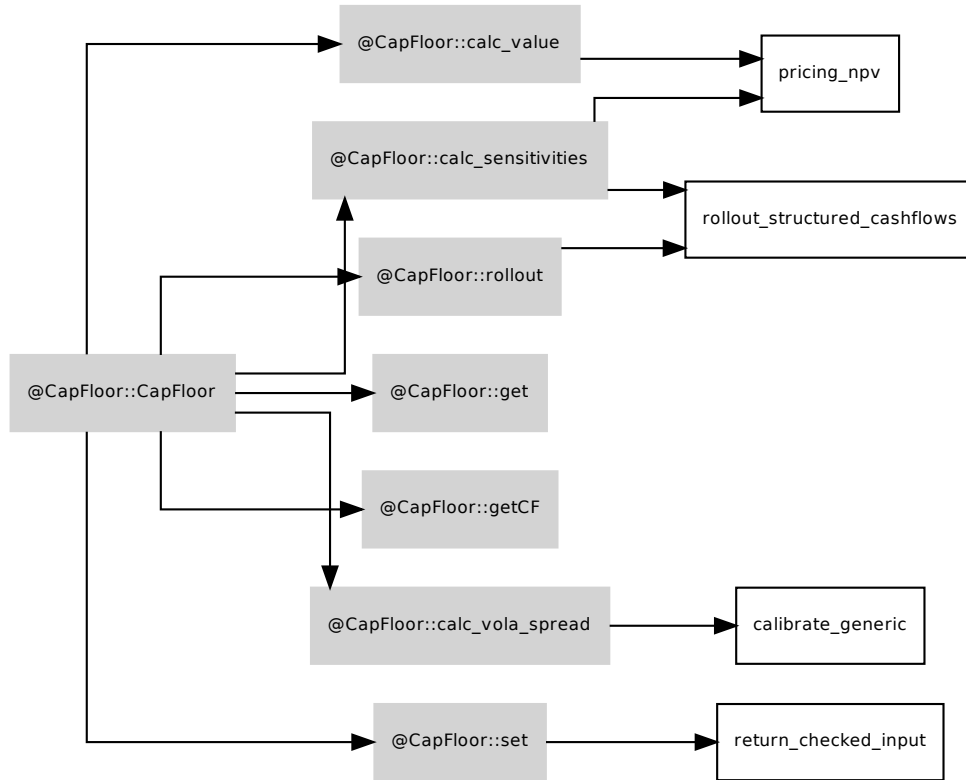 @CapFloor::calc_value
pricing_npv
@CapFloor::calc_sensitivities
rollout_structured_cashflows
@CapFloor::rollout
@CapFloor::CapFloor
@CapFloor::get
@CapFloor::getCF
@CapFloor::calc_vola_spread
calibrate_generic
@CapFloor::set
return_checked_input